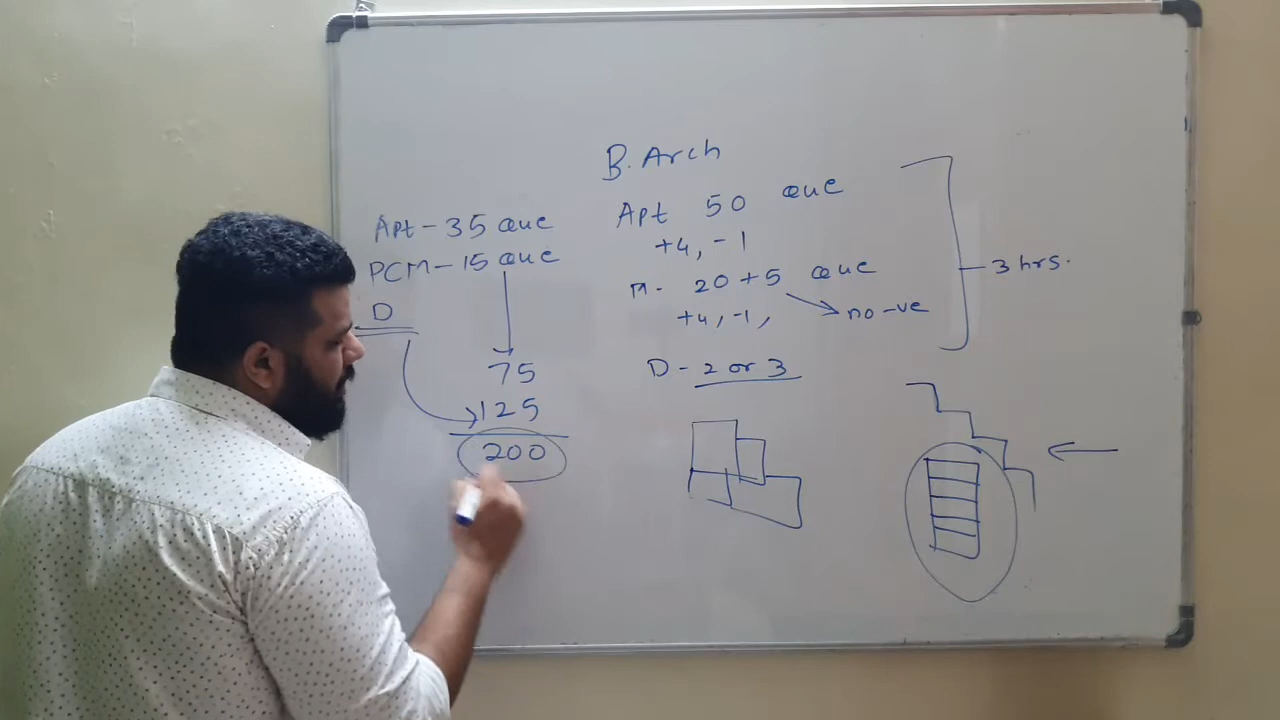 B. Arch
Apt - 35 que
PCM - 15 que
D
75
125
200
Apt 50 que
+4, -1
M - 20 + 5 que
+4, -1, no -ve
D - 2 or 3
3 hrs.